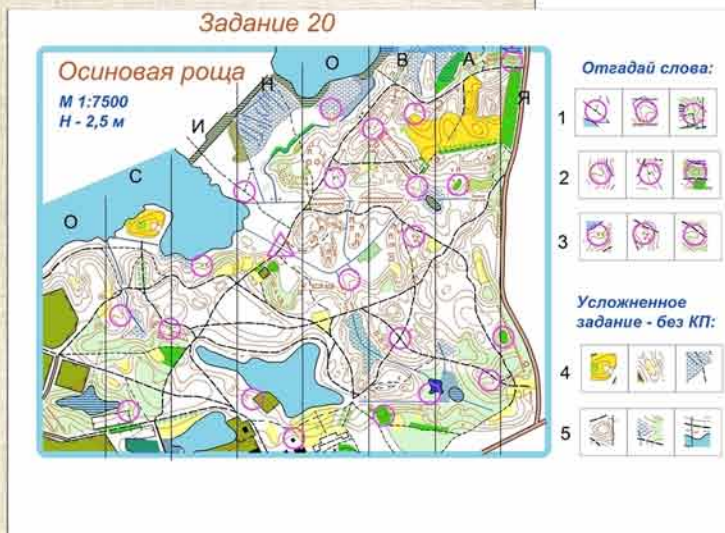 Задание 20
Осиновая роща
М 1:7500
Н - 2,5 м
О
С
И
Н
О
В
А
Я
Отгадай слова:
1
2
3
Усложненное
задание - без КП:
4
5